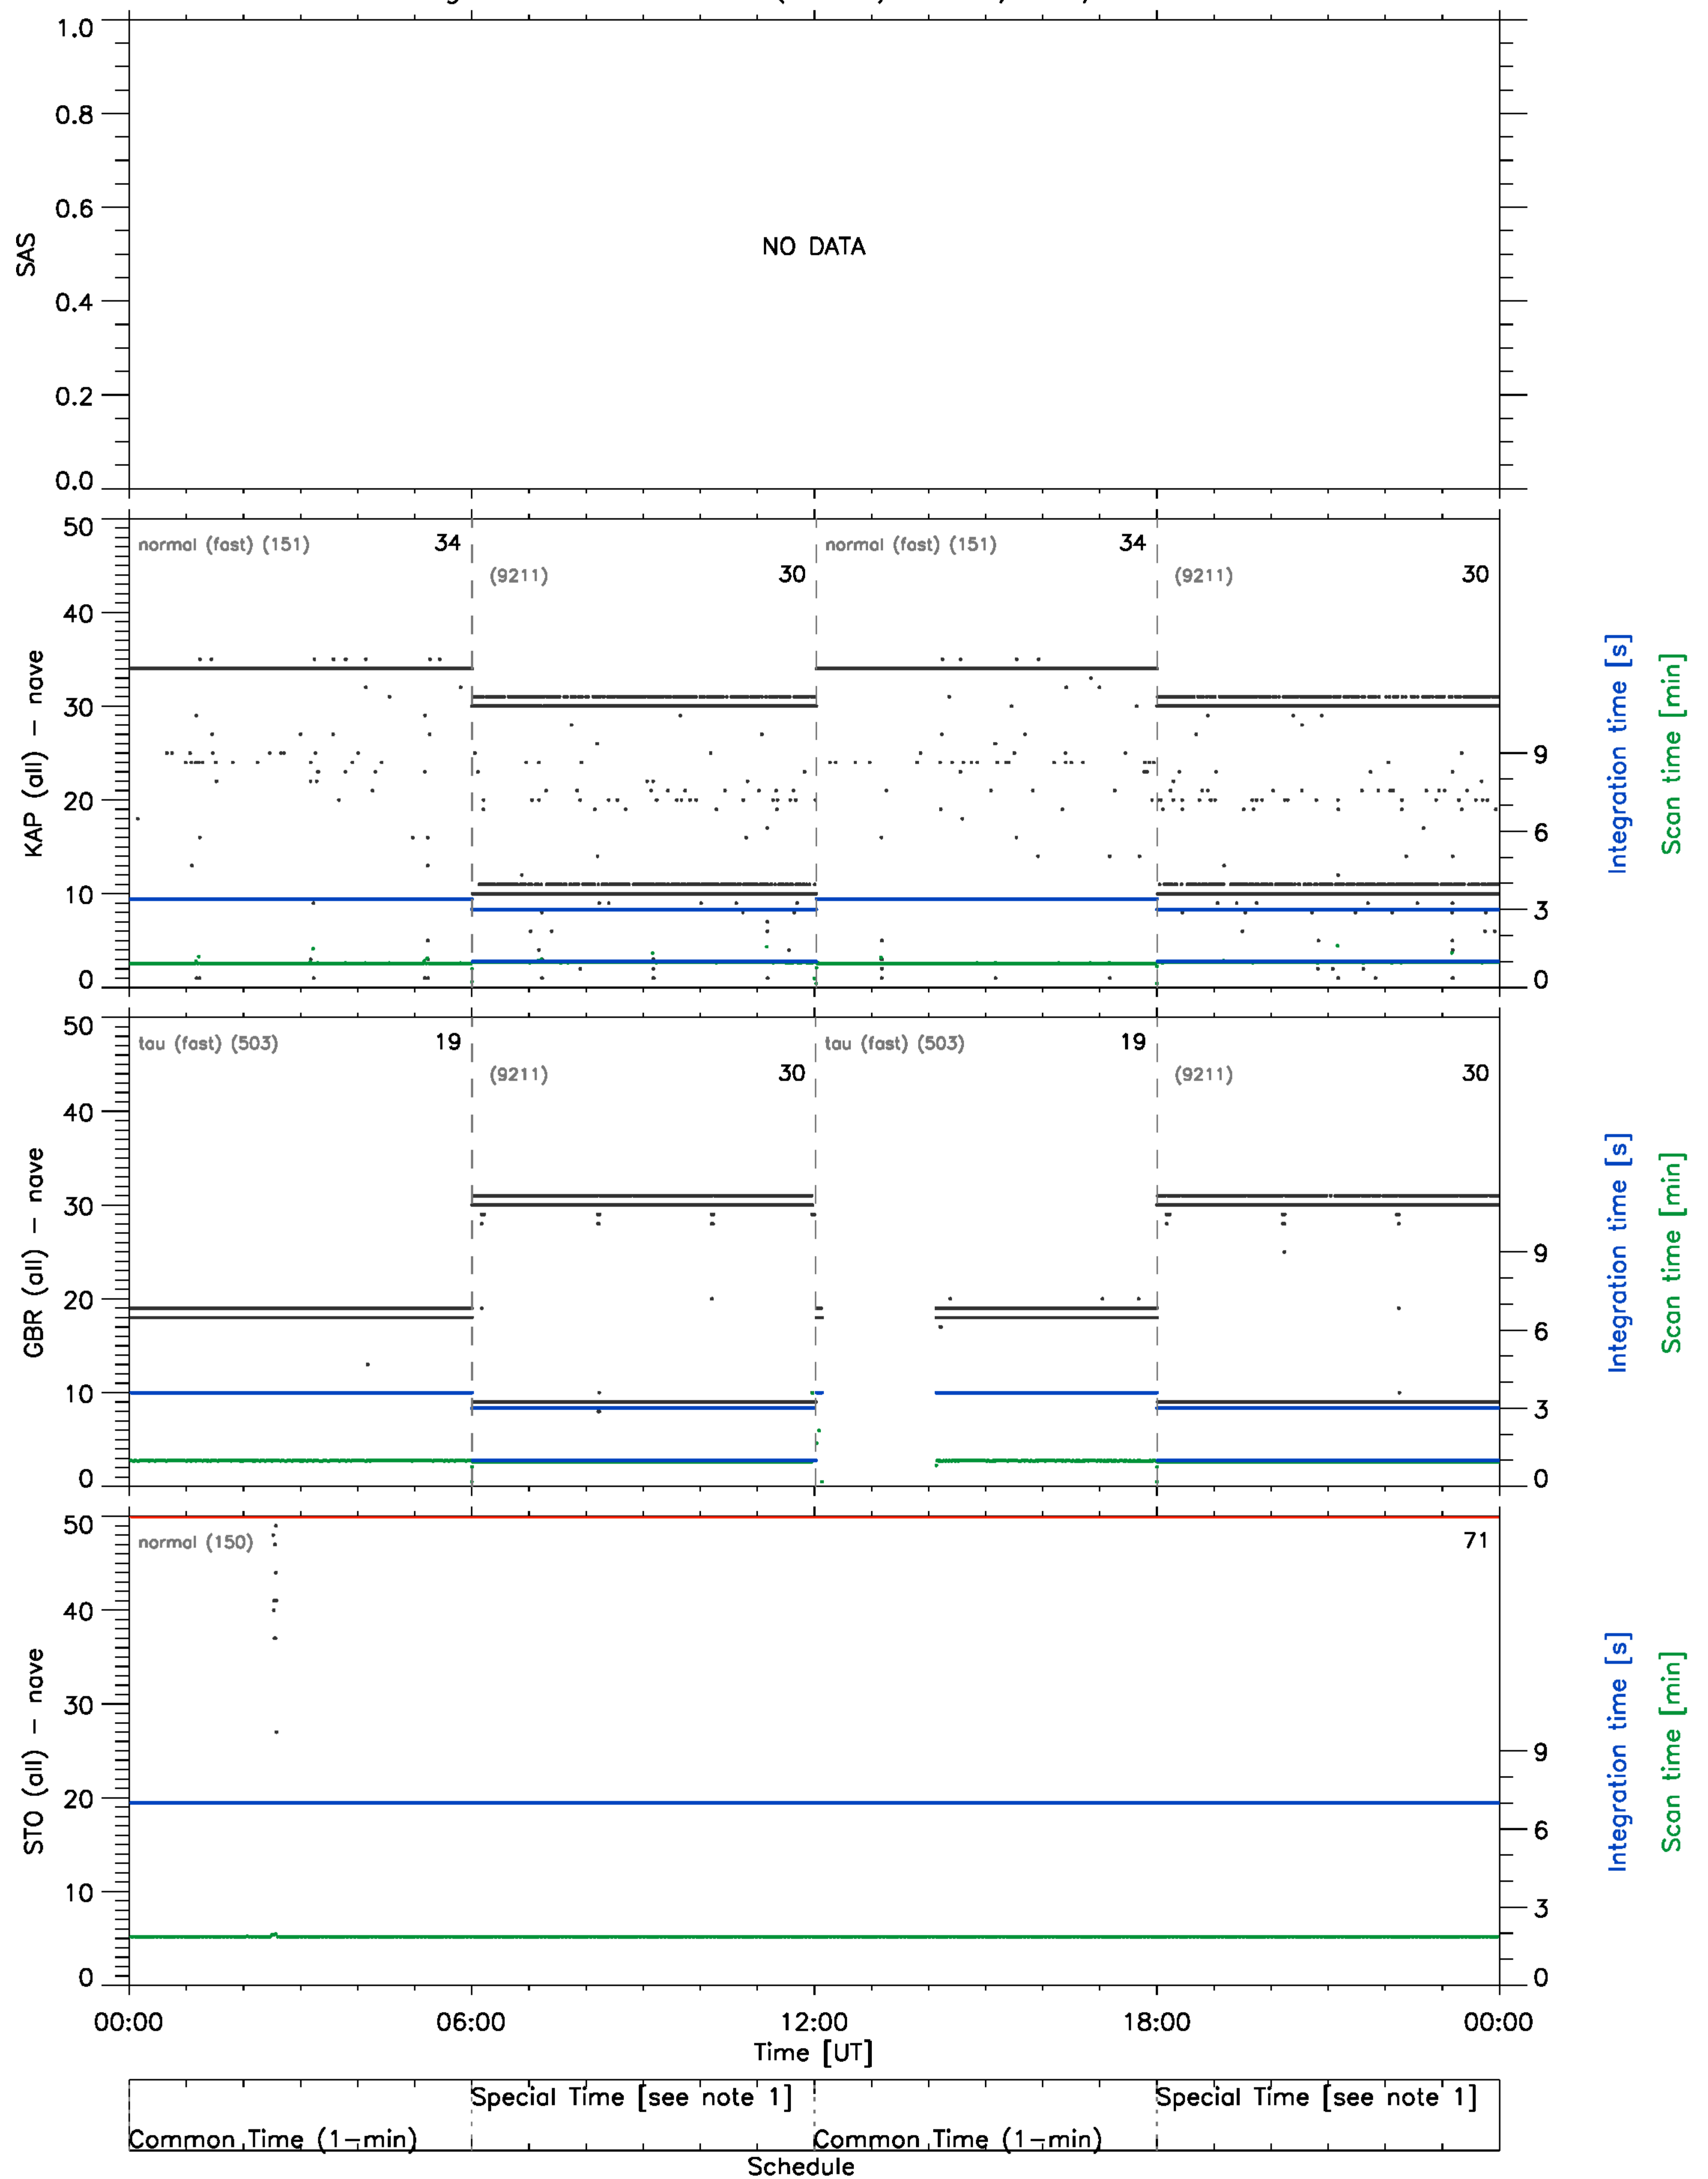 1.0
0.8
0.6
0.4
0.2
0.0
SAS
NO DATA
50
40
30
20
10
0
KAP (all) – nave
normal (fast) (151)
34
(9211)
30
normal (fast) (151)
34
(9211)
30
9
6
3
0
Integration time [s]
Scan time [min]
50
40
30
20
10
0
GBR (all) – nave
tau (fast) (503)
19
(9211)
30
tau (fast) (503)
19
(9211)
30
9
6
3
0
Integration time [s]
Scan time [min]
50
40
30
20
10
0
STO (all) – nave
normal (150)
71
9
6
3
0
Integration time [s]
Scan time [min]
00:00 06:00 12:00 18:00 00:00
Time [UT]
Special Time [see note 1] Special Time [see note 1]
Common Time (1–min) Common Time (1–min)
Schedule